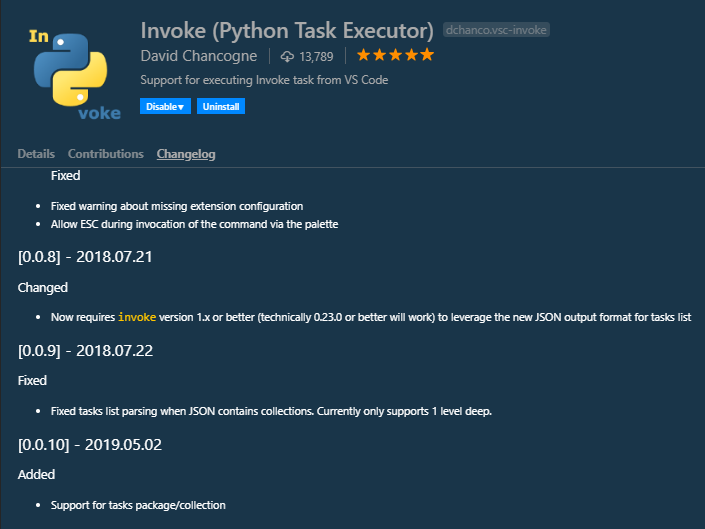 In
voke
Invoke (Python Task Executor) dchanco.vsc-invoke
David Chancogne 13,789
Support for executing Invoke task from VS Code
Disable Uninstall
Details Contributions Changelog
Fixed
• Fixed warning about missing extension configuration
• Allow ESC during invocation of the command via the palette
[0.0.8] - 2018.07.21
Changed
• Now requires invoke version 1.x or better (technically 0.23.0 or better will work) to leverage the new JSON output format for tasks list
[0.0.9] - 2018.07.22
Fixed
• Fixed tasks list parsing when JSON contains collections. Currently only supports 1 level deep.
[0.0.10] - 2019.05.02
Added
• Support for tasks package/collection